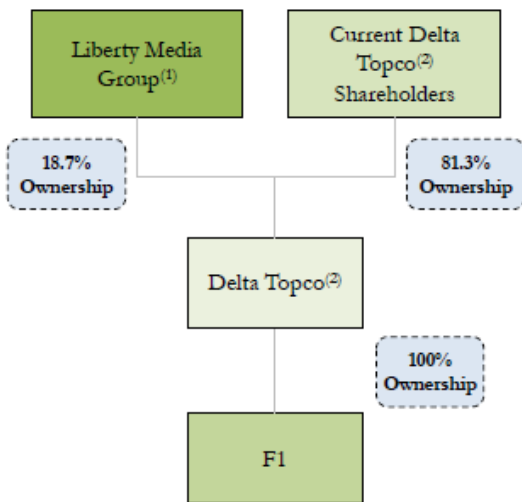 Liberty Media
Group(1)
Current Delta
Topco(2)
Shareholders
18.7%
Ownership
81.3%
Ownership
Delta Topco(2)
100%
Ownership
F1